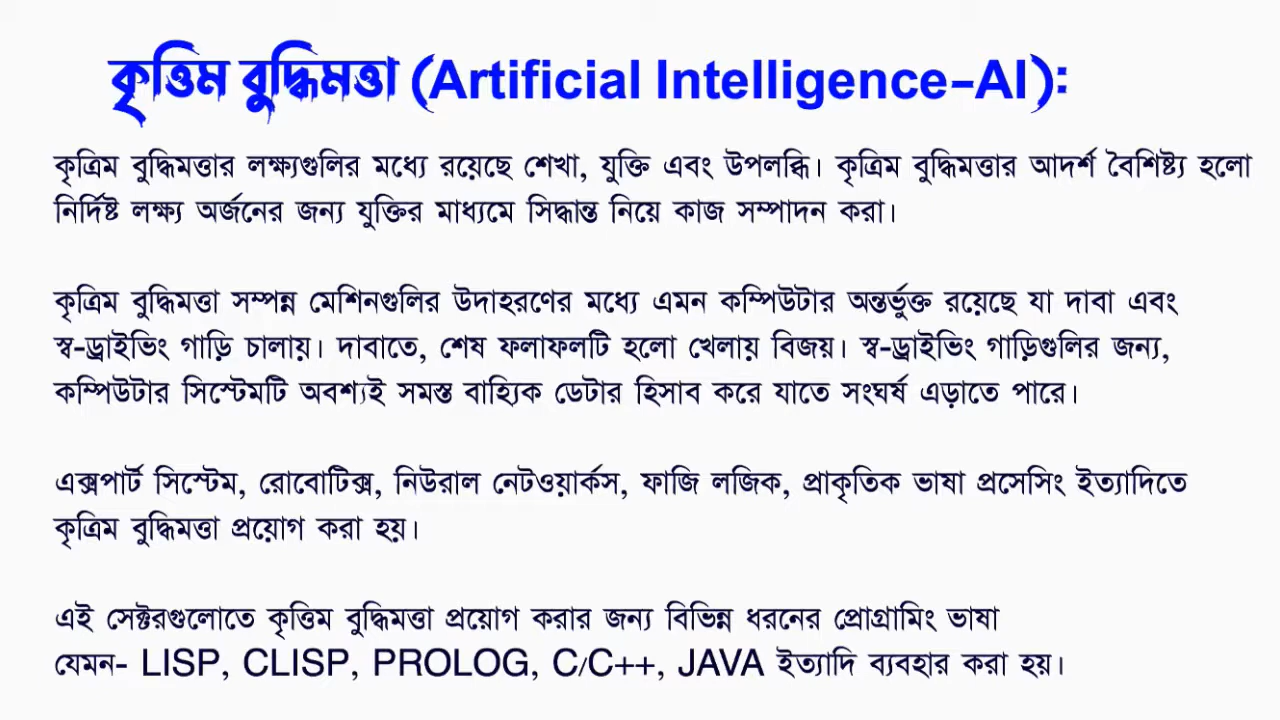 কৃত্তিম বুদ্ধিমত্তা (Artificial Intelligence-AI):
কৃত্রিম বুদ্ধিমত্তার লক্ষ্যগুলির মধ্যে রয়েছে শেখা, যুক্তি এবং উপলব্ধি। কৃত্রিম বুদ্ধিমত্তার আদর্শ বৈশিষ্ট্য হলো
নির্দিষ্ট লক্ষ্য অর্জনের জন্য যুক্তির মাধ্যমে সিদ্ধান্ত নিয়ে কাজ সম্পাদন করা।
কৃত্রিম বুদ্ধিমত্তা সম্পন্ন মেশিনগুলির উদাহরণের মধ্যে এমন কম্পিউটার অন্তর্ভুক্ত রয়েছে যা দাবা এবং
স্ব-ড্রাইভিং গাড়ি চালায়। দাবাতে, শেষ ফলাফলটি হলো খেলায় বিজয়। স্ব-ড্রাইভিং গাড়িগুলির জন্য,
কম্পিউটার সিস্টেমটি অবশ্যই সমস্ত বাহ্যিক ডেটার হিসাব করে যাতে সংঘর্ষ এড়াতে পারে।
এক্সপার্ট সিস্টেম, রোবোটিক্স, নিউরাল নেটওয়ার্কস, ফাজি লজিক, প্রাকৃতিক ভাষা প্রসেসিং ইত্যাদিতে
কৃত্রিম বুদ্ধিমত্তা প্রয়োগ করা হয়।
এই সেক্টরগুলোতে কৃত্তিম বুদ্ধিমত্তা প্রয়োগ করার জন্য বিভিন্ন ধরনের প্রোগ্রামিং ভাষা
যেমন- LISP, CLISP, PROLOG, C/C++, JAVA ইত্যাদি ব্যবহার করা হয়।